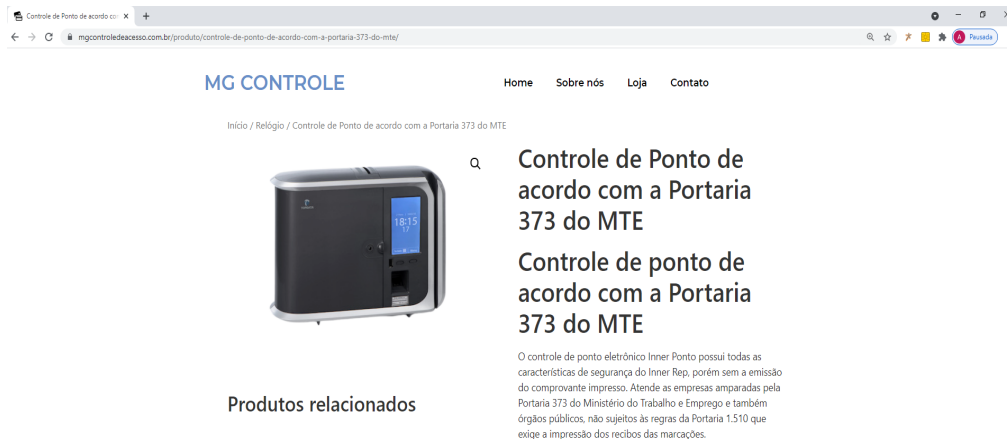 Controle de Ponto de acordo co
mgcontroledeacesso.com.br/produto/controle-de-ponto-de-acordo-com-a-portaria-373-do-mte/
A
Pausada
MG CONTROLE
Home
Sobre nós
Loja
Contato
Início / Relógio / Controle de Ponto de acordo com a Portaria 373 do MTE
18:15
17
Controle de Ponto de
acordo com a Portaria
373 do MTE
Controle de ponto de
acordo com a Portaria
373 do MTE
O controle de ponto eletrônico Inner Ponto possui todas as
características de segurança do Inner Rep, porém sem a emissão
do comprovante impresso. Atende as empresas amparadas pela
Portaria 373 do Ministério do Trabalho e Emprego e também
órgãos públicos, não sujeitos às regras da Portaria 1.510 que
exige a impressão dos recibos das marcações.
Produtos relacionados